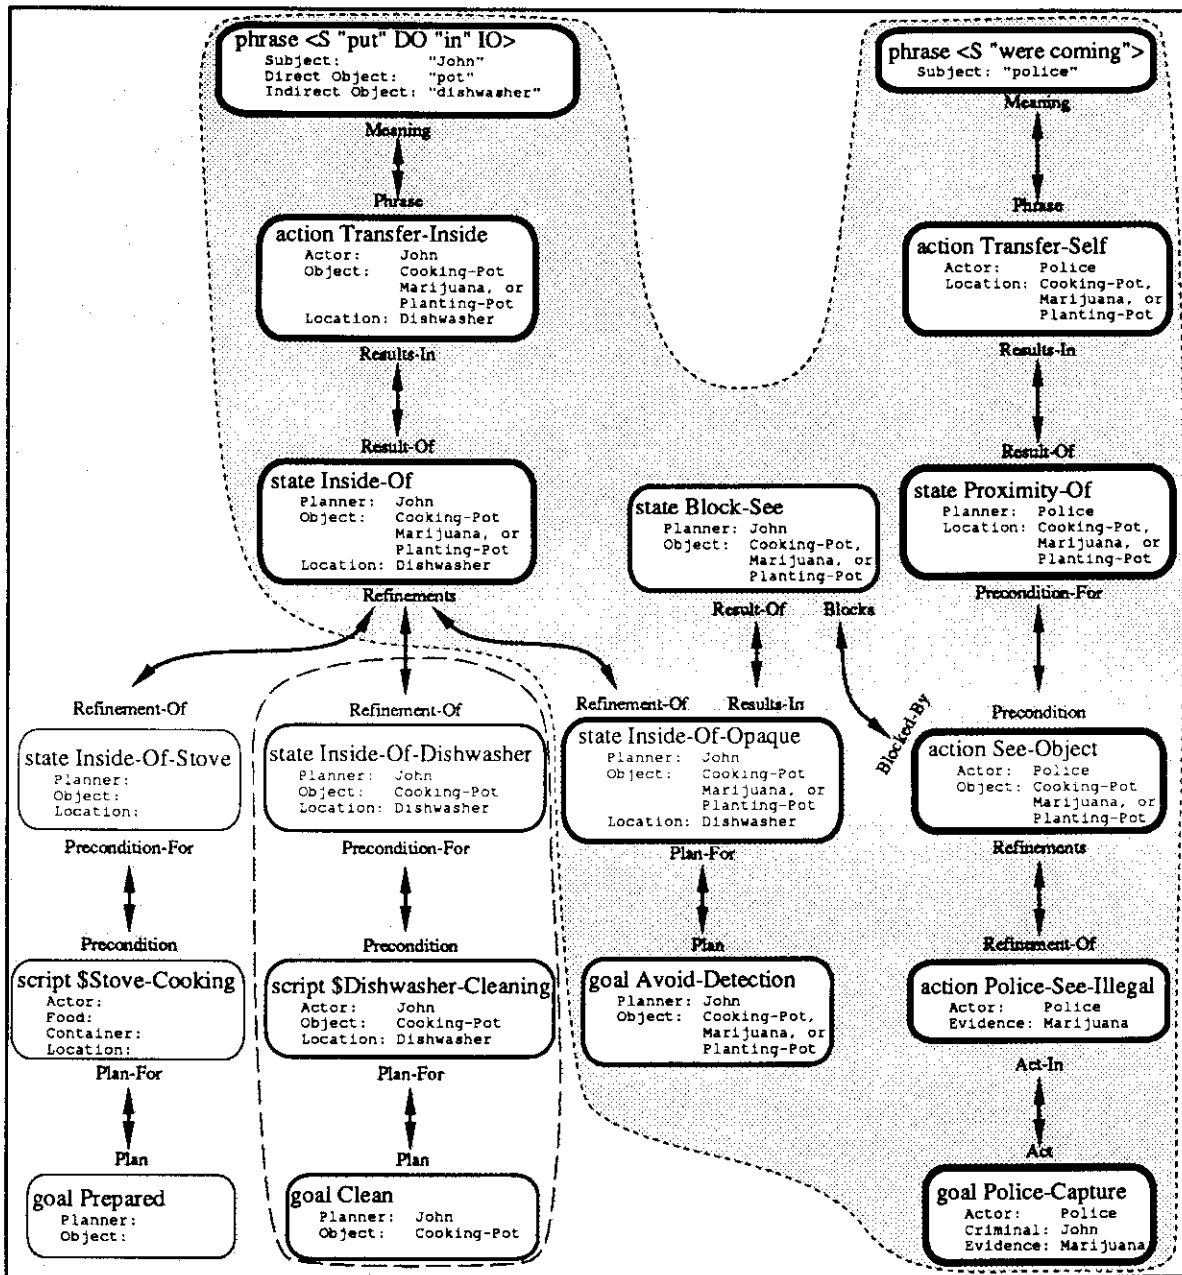 phrase <S "put" DO "in" IO>
Subject: "John"
Direct Object: "pot"
Indirect Object: "dishwasher"
Meaning
Phrase
action Transfer-Inside
Actor: John
Object: Cooking-Pot
Marijuana, or
Planting-Pot
Location: Dishwasher
Results-In
Result-Of
state Inside-Of
Planner: John
Object: Cooking-Pot
Marijuana, or
Planting-Pot
Location: Dishwasher
Refinements
Refinement-Of
state Inside-Of-Stove
Planner:
Object:
Location:
Precondition-For
Precondition
script $Stove-Cooking
Actor:
Food:
Container:
Location:
Plan-For
Plan
goal Prepared
Planner:
Object:
Refinement-Of
state Inside-Of-Dishwasher
Planner: John
Object: Cooking-Pot
Location: Dishwasher
Precondition-For
Precondition
script $Dishwasher-Cleaning
Actor: John
Object: Cooking-Pot
Location: Dishwasher
Plan-For
Plan
goal Clean
Planner: John
Object: Cooking-Pot
state Block-See
Planner: John
Object: Cooking-Pot,
Marijuana, or
Planting-Pot
Result-Of
Blocks
Refinement-Of
Results-In
Blocked-By
state Inside-Of-Opaque
Planner: John
Object: Cooking-Pot
Marijuana, or
Planting-Pot
Location: Dishwasher
Plan-For
Plan
goal Avoid-Detection
Planner: John
Object: Cooking-Pot,
Marijuana, or
Planting-Pot
phrase <S "were coming">
Subject: "police"
Meaning
Phrase
action Transfer-Self
Actor: Police
Location: Cooking-Pot,
Marijuana, or
Planting-Pot
Results-In
Result-Of
state Proximity-Of
Planner: Police
Location: Cooking-Pot,
Marijuana, or
Planting-Pot
Precondition-For
Precondition
action See-Object
Actor: Police
Object: Cooking-Pot
Marijuana, or
Planting-Pot
Refinements
Refinement-Of
action Police-See-Illegal
Actor: Police
Evidence: Marijuana
Act-In
Act
goal Police-Capture
Actor: Police
Criminal: John
Evidence: Marijuana